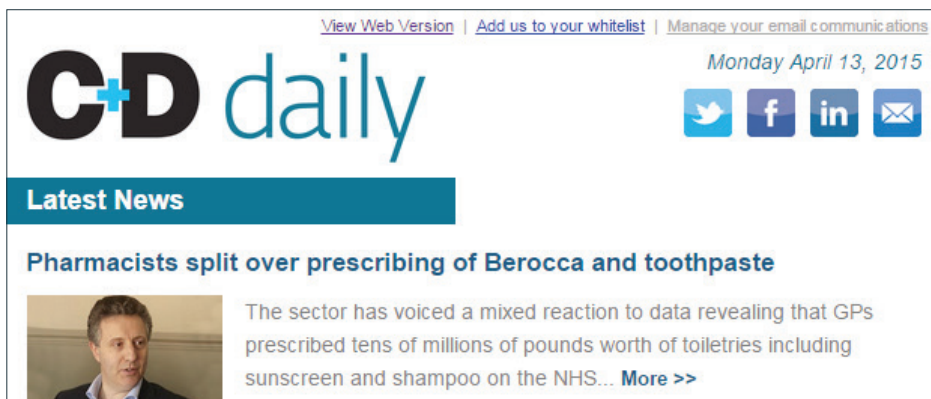 View Web Version | Add us to your whitelist | Manage your email communications
C+D daily
Monday April 13, 2015
Latest News
Pharmacists split over prescribing of Berocca and toothpaste
The sector has voiced a mixed reaction to data revealing that GPs
prescribed tens of millions of pounds worth of toiletries including
sunscreen and shampoo on the NHS... More >>